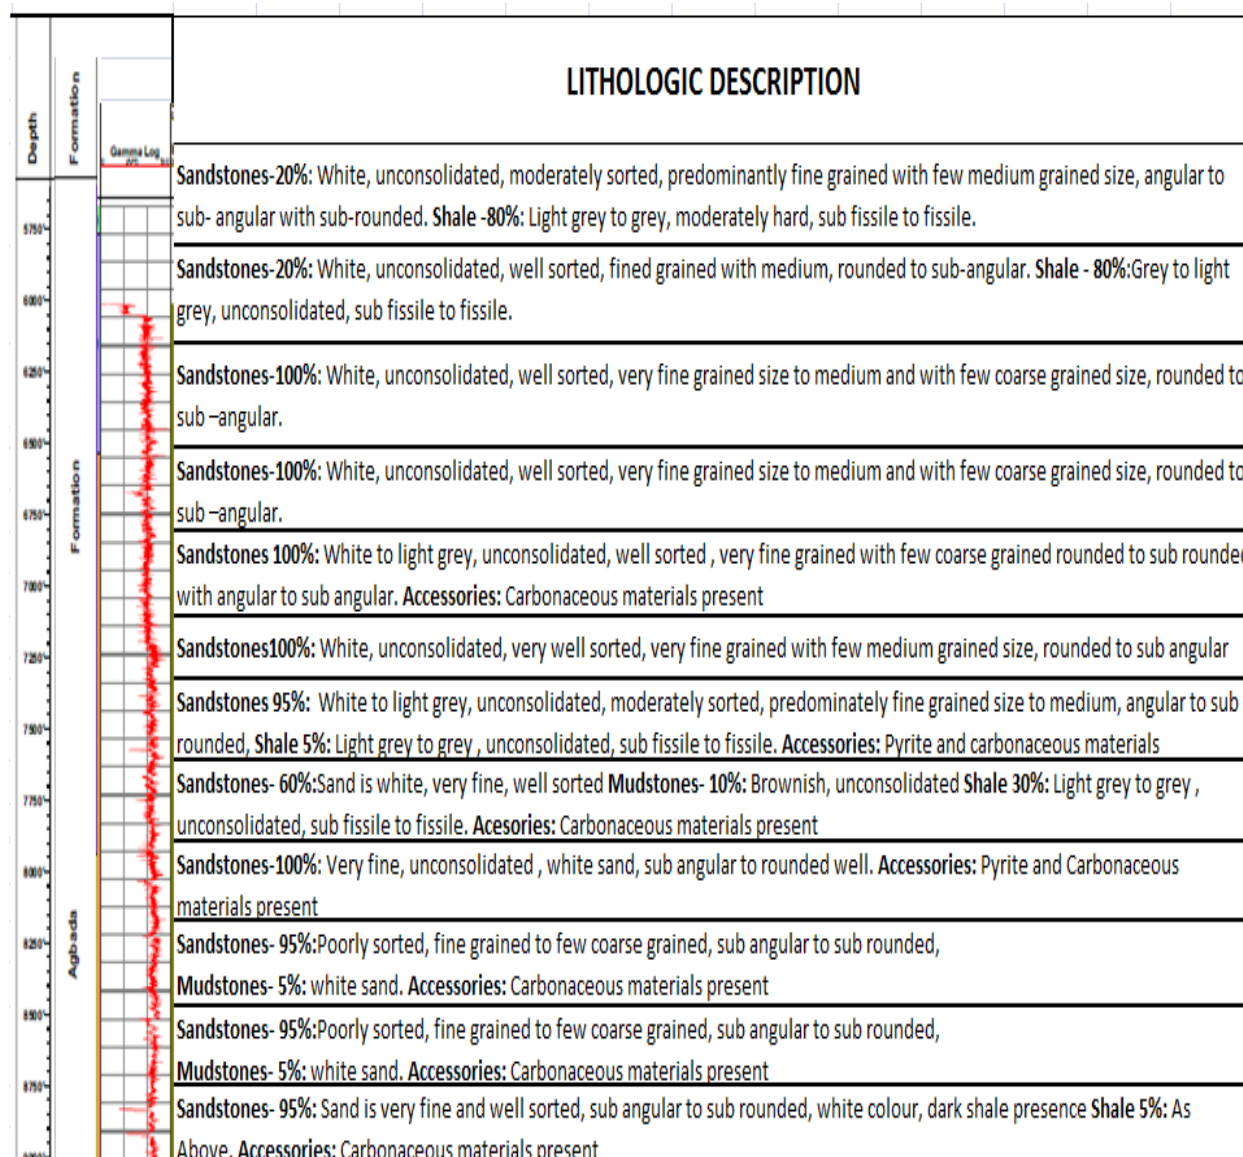 LITHOLOGIC DESCRIPTION
Depth
Formation
Gamma Log
Sandstones-20%: White, unconsolidated, moderately sorted, predominantly fine grained with few medium grained size, angular to
sub- angular with sub-rounded. Shale -80%: Light grey to grey, moderately hard, sub fissile to fissile.
Sandstones-20%: White, unconsolidated, well sorted, fined grained with medium, rounded to sub-angular. Shale - 80%:Grey to light
grey, unconsolidated, sub fissile to fissile.
Sandstones-100%: White, unconsolidated, well sorted, very fine grained size to medium and with few coarse grained size, rounded to
sub –angular.
Sandstones-100%: White, unconsolidated, well sorted, very fine grained size to medium and with few coarse grained size, rounded to
sub –angular.
Sandstones 100%: White to light grey, unconsolidated, well sorted , very fine grained with few coarse grained rounded to sub rounded
with angular to sub angular. Accessories: Carbonaceous materials present
Sandstones100%: White, unconsolidated, very well sorted, very fine grained with few medium grained size, rounded to sub angular
Sandstones 95%: White to light grey, unconsolidated, moderately sorted, predominately fine grained size to medium, angular to sub
rounded, Shale 5%: Light grey to grey , unconsolidated, sub fissile to fissile. Accessories: Pyrite and carbonaceous materials
Sandstones- 60%:Sand is white, very fine, well sorted Mudstones- 10%: Brownish, unconsolidated Shale 30%: Light grey to grey ,
unconsolidated, sub fissile to fissile. Acesories: Carbonaceous materials present
Sandstones-100%: Very fine, unconsolidated , white sand, sub angular to rounded well. Accessories: Pyrite and Carbonaceous
materials present
Sandstones- 95%:Poorly sorted, fine grained to few coarse grained, sub angular to sub rounded,
Mudstones- 5%: white sand. Accessories: Carbonaceous materials present
Sandstones- 95%:Poorly sorted, fine grained to few coarse grained, sub angular to sub rounded,
Mudstones- 5%: white sand. Accessories: Carbonaceous materials present
Sandstones- 95%: Sand is very fine and well sorted, sub angular to sub rounded, white colour, dark shale presence Shale 5%: As
Above. Accessories: Carbonaceous materials present
5750'
6000'
6250'
6500'
6750'
7000'
7250'
7500'
7750'
8000'
8250'
8500'
8750'
Formation
Agbada